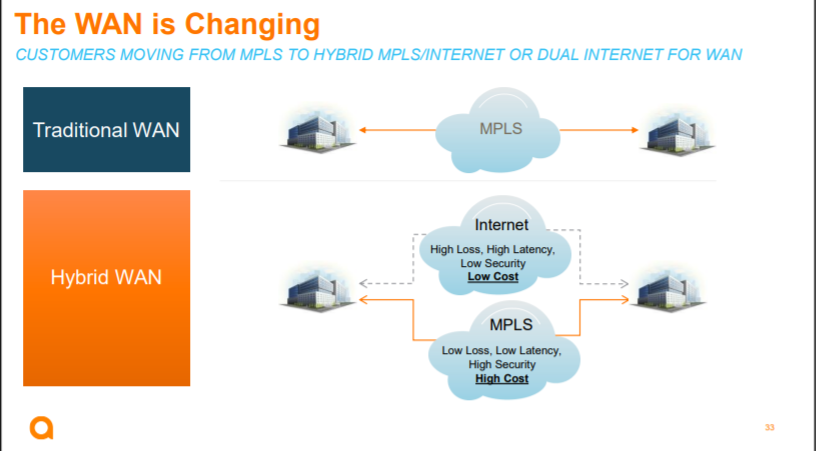 The WAN is Changing
CUSTOMERS MOVING FROM MPLS TO HYBRID MPLS/INTERNET OR DUAL INTERNET FOR WAN
Traditional WAN
MPLS
Hybrid WAN
Internet
High Loss, High Latency,
Low Security
Low Cost
MPLS
Low Loss, Low Latency,
High Security
High Cost
33